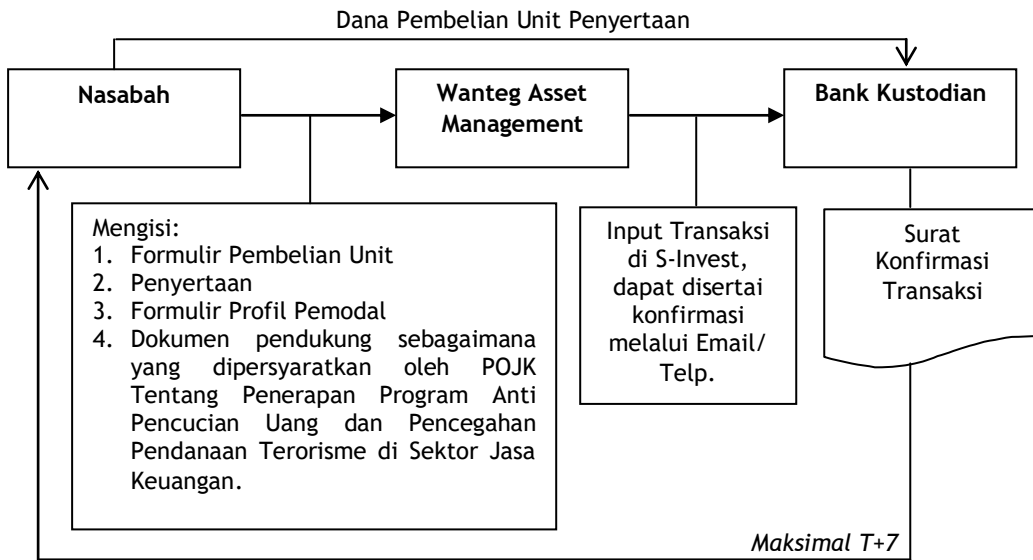 Dana Pembelian Unit Penyertaan
Nasabah
Wanteg Asset
Management
Bank Kustodian
Mengisi:
1. Formulir Pembelian Unit
2. Penyertaan
3. Formulir Profil Pemodal
4. Dokumen pendukung sebagaimana
yang dipersyaratkan oleh POJK
Tentang Penerapan Program Anti
Pencucian Uang dan Pencegahan
Pendanaan Terorisme di Sektor Jasa
Keuangan.
Input Transaksi
di S-Invest,
dapat disertai
konfirmasi
melalui Email/
Telp.
Surat
Konfirmasi
Transaksi
Maksimal T+7